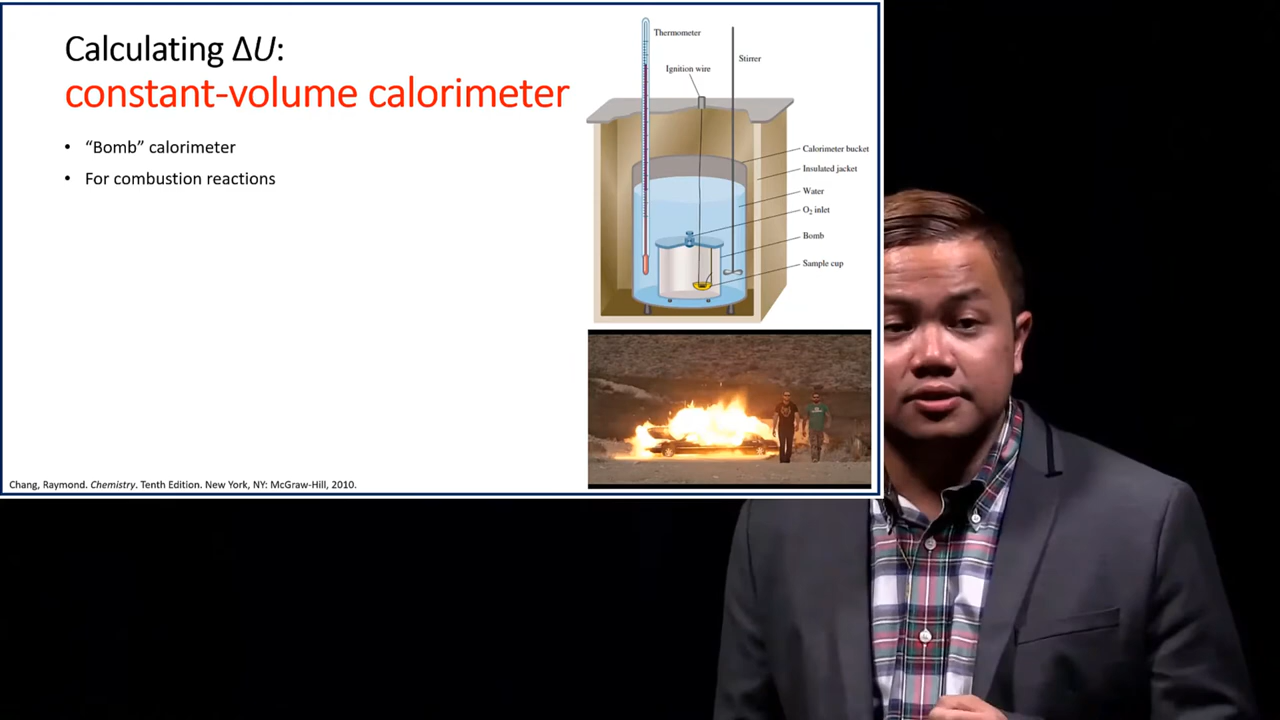 Calculating ΔU:
constant-volume calorimeter
• “Bomb” calorimeter
• For combustion reactions
Thermometer
Stirrer
Ignition wire
Calorimeter bucket
Insulated jacket
Water
O₂ inlet
Bomb
Sample cup
Chang, Raymond. Chemistry. Tenth Edition. New York, NY: McGraw-Hill, 2010.